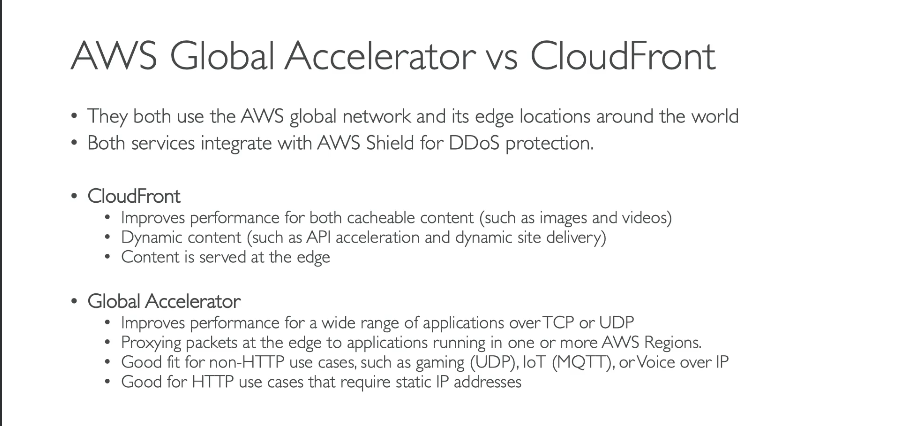 AWS Global Accelerator vs CloudFront
• They both use the AWS global network and its edge locations around the world
• Both services integrate with AWS Shield for DDoS protection.
• CloudFront
• Improves performance for both cacheable content (such as images and videos)
• Dynamic content (such as API acceleration and dynamic site delivery)
• Content is served at the edge
• Global Accelerator
• Improves performance for a wide range of applications over TCP or UDP
• Proxying packets at the edge to applications running in one or more AWS Regions.
• Good fit for non-HTTP use cases, such as gaming (UDP), IoT (MQTT), or Voice over IP
• Good for HTTP use cases that require static IP addresses